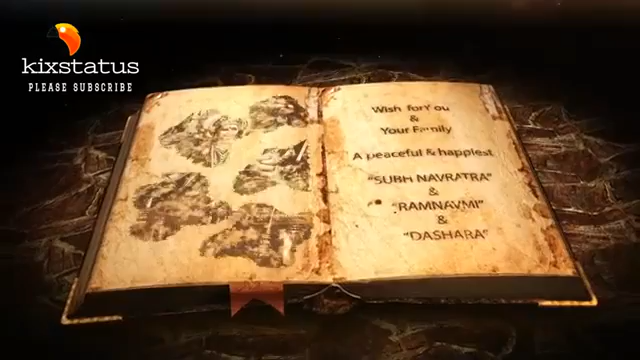 kixstatus
PLEASE SUBSCRIBE
Wish forYou
&
Your Family
A peaceful & happiest
"SUBH NAVRATRA"
&
"RAMNAVMI"
&
"DASHARA"